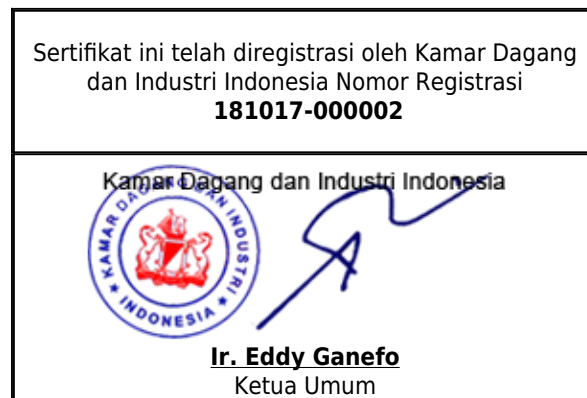 Sertifikat ini telah diregistrasi oleh Kamar Dagang
dan Industri Indonesia Nomor Registrasi
181017-000002
Kamar Dagang dan Industri Indonesia
KAMAR DAGANG DAN INDUSTRI
INDONESIA
Ir. Eddy Ganefo
Ketua Umum